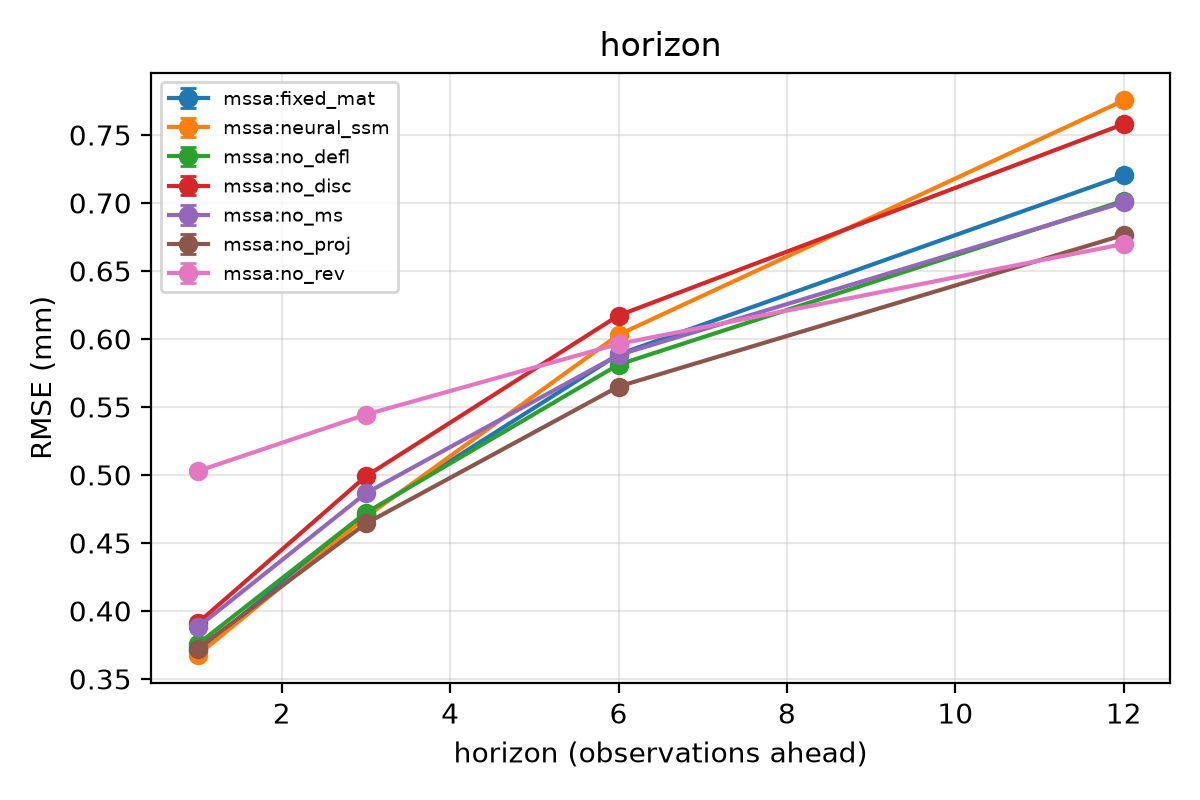 horizon
mssa:fixed_mat
mssa:neural_ssm
mssa:no_defl
mssa:no_disc
mssa:no_ms
mssa:no_proj
mssa:no_rev
RMSE (mm)
0.75
0.70
0.65
0.60
0.55
0.50
0.45
0.40
0.35
2 4 6 8 10 12
horizon (observations ahead)